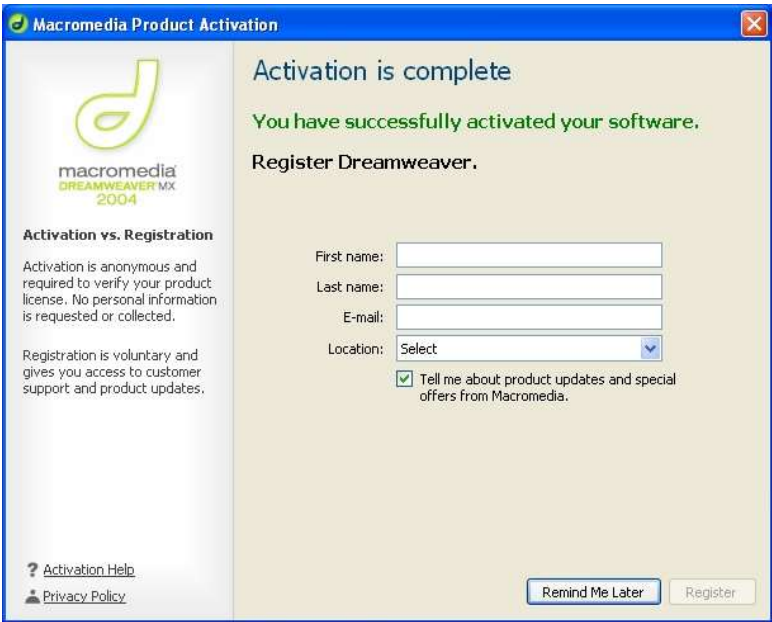 Macromedia Product Activation
macromedia
DREAMWEAVER MX
2004
Activation vs. Registration
Activation is anonymous and
required to verify your product
license. No personal information
is requested or collected.
Registration is voluntary and
gives you access to customer
support and product updates.
? Activation Help
Privacy Policy
Activation is complete
You have successfully activated your software.
Register Dreamweaver.
First name:
Last name:
E-mail:
Location: Select
Tell me about product updates and special
offers from Macromedia.
Remind Me Later Register